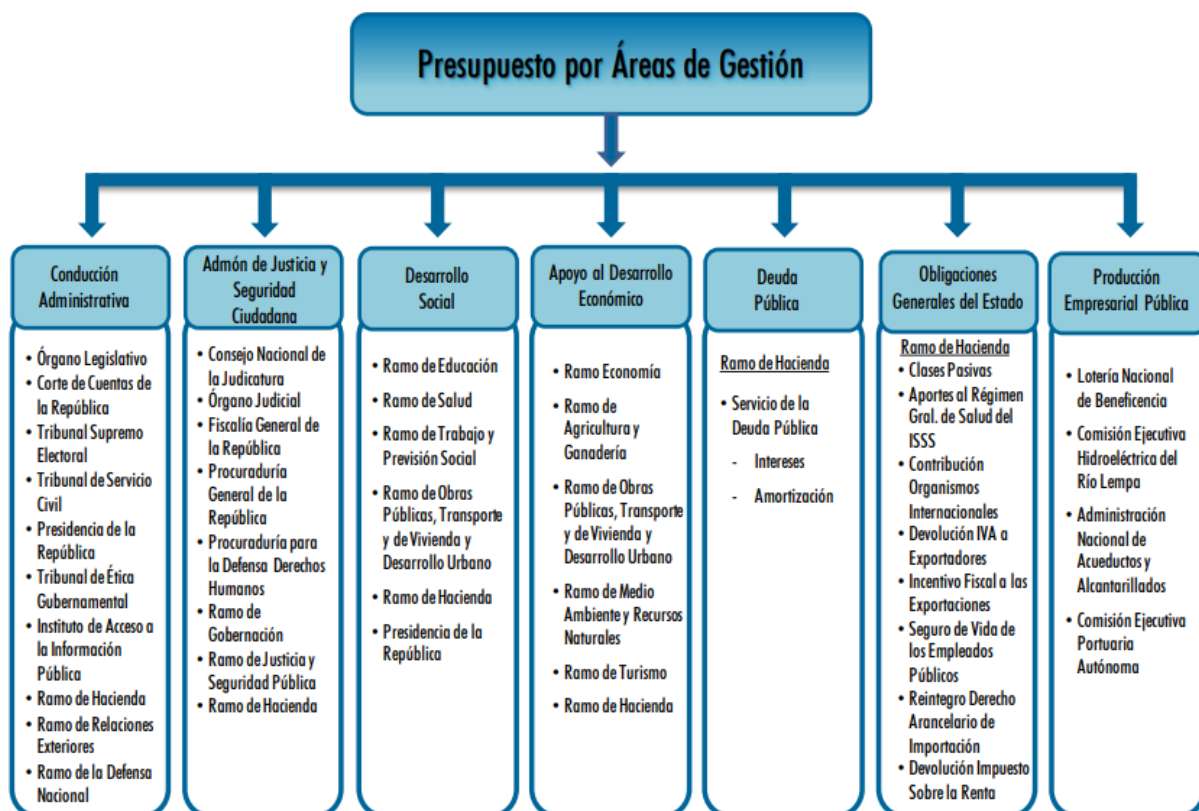 Presupuesto por Áreas de Gestión
Conducción
Administrativa
• Órgano Legislativo
• Corte de Cuentas de
la República
• Tribunal Supremo
Electoral
• Tribunal de Servicio
Civil
• Presidencia de la
República
• Tribunal de Ética
Gubernamental
• Instituto de Acceso a
la Información
Pública
• Ramo de Hacienda
• Ramo de Relaciones
Exteriores
• Ramo de la Defensa
Nacional
Admón de Justicia y
Seguridad
Ciudadana
• Consejo Nacional de
la Judicatura
• Órgano Judicial
• Fiscalía General de
la República
• Procuraduría
General de la
República
• Procuraduría para
la Defensa Derechos
Humanos
• Ramo de
Gobernación
• Ramo de Justicia y
Seguridad Pública
• Ramo de Hacienda
Desarrollo
Social
• Ramo de Educación
• Ramo de Salud
• Ramo de Trabajo y
Previsión Social
• Ramo de Obras
Públicas, Transporte
y de Vivienda y
Desarrollo Urbano
• Ramo de Hacienda
• Presidencia de la
República
Apoyo al Desarrollo
Económico
• Ramo Economía
• Ramo de
Agricultura y
Ganadería
• Ramo de Obras
Públicas, Transporte
y de Vivienda y
Desarrollo Urbano
• Ramo de Medio
Ambiente y Recursos
Naturales
• Ramo de Turismo
• Ramo de Hacienda
Deuda
Pública
Ramo de Hacienda
• Servicio de la
Deuda Pública
- Intereses
- Amortización
Obligaciones
Generales del Estado
Ramo de Hacienda
• Clases Pasivas
• Aportes al Régimen
Gral. de Salud del
ISSS
• Contribución
Organismos
Internacionales
• Devolución IVA a
Exportadores
• Incentivo Fiscal a las
Exportaciones
• Seguro de Vida de
los Empleados
Públicos
• Reintegro Derecho
Arancelario de
Importación
• Devolución Impuesto
Sobre la Renta
Producción
Empresarial Pública
• Lotería Nacional
de Beneficencia
• Comisión Ejecutiva
Hidroeléctrica del
Río Lempa
• Administración
Nacional de
Acueductos y
Alcantarillados
• Comisión Ejecutiva
Portuaria
Autónoma